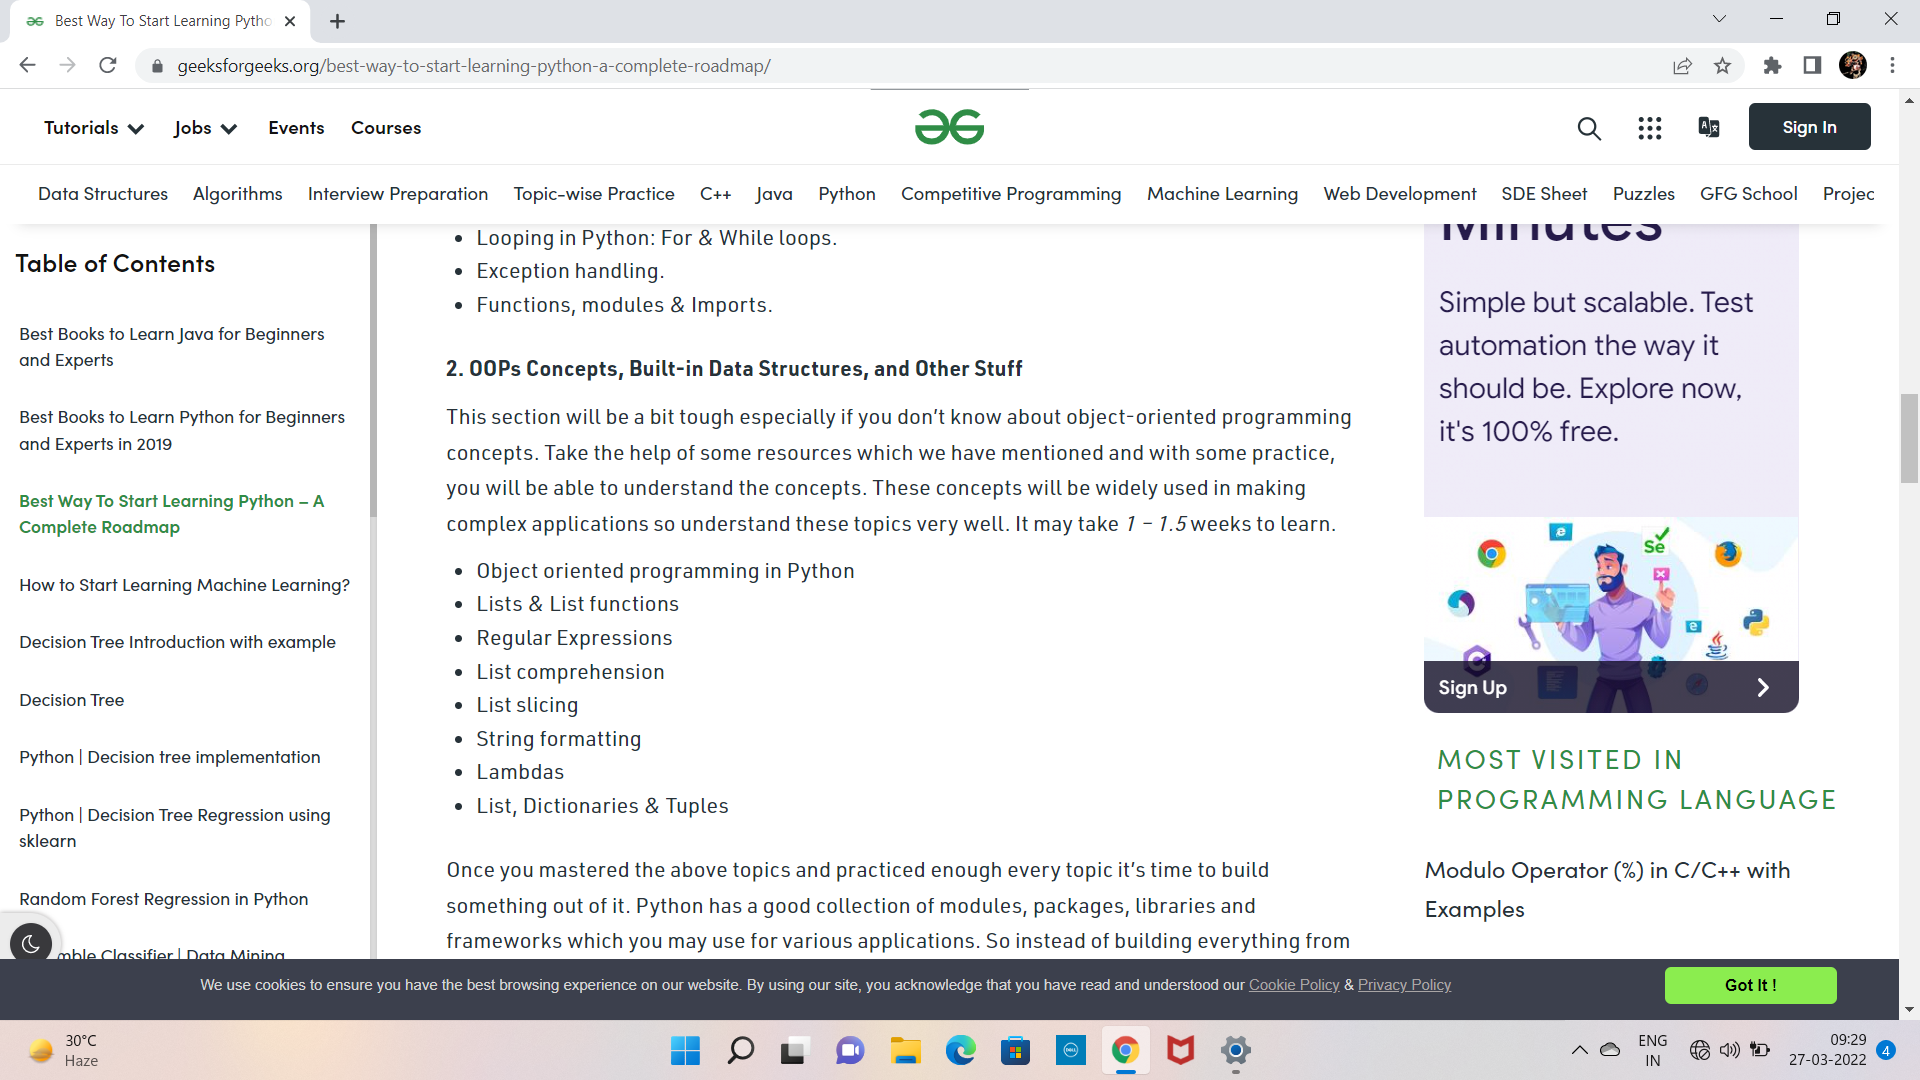 Best Way To Start Learning Pytho
geeksforgeeks.org/best-way-to-start-learning-python-a-complete-roadmap/
Tutorials Jobs Events Courses
Sign In
Data Structures Algorithms Interview Preparation Topic-wise Practice C++ Java Python Competitive Programming Machine Learning Web Development SDE Sheet Puzzles GFG School Projec
Table of Contents
Best Books to Learn Java for Beginners
and Experts
Best Books to Learn Python for Beginners
and Experts in 2019
Best Way To Start Learning Python – A
Complete Roadmap
How to Start Learning Machine Learning?
Decision Tree Introduction with example
Decision Tree
Python | Decision tree implementation
Python | Decision Tree Regression using
sklearn
Random Forest Regression in Python
mble Classifier | Data Mining
• Looping in Python: For & While loops.
• Exception handling.
• Functions, modules & Imports.
2. OOPs Concepts, Built-in Data Structures, and Other Stuff
This section will be a bit tough especially if you don’t know about object-oriented programming
concepts. Take the help of some resources which we have mentioned and with some practice,
you will be able to understand the concepts. These concepts will be widely used in making
complex applications so understand these topics very well. It may take 1 – 1.5 weeks to learn.
• Object oriented programming in Python
• Lists & List functions
• Regular Expressions
• List comprehension
• List slicing
• String formatting
• Lambdas
• List, Dictionaries & Tuples
Once you mastered the above topics and practiced enough every topic it’s time to build
something out of it. Python has a good collection of modules, packages, libraries and
frameworks which you may use for various applications. So instead of building everything from
Minutes
Simple but scalable. Test
automation the way it
should be. Explore now,
it's 100% free.
Se
Sign Up
MOST VISITED IN
PROGRAMMING LANGUAGE
Modulo Operator (%) in C/C++ with
Examples
We use cookies to ensure you have the best browsing experience on our website. By using our site, you acknowledge that you have read and understood our Cookie Policy & Privacy Policy
Got It !
30°C
Haze
DELL
ENG
IN
09:29
27-03-2022
4